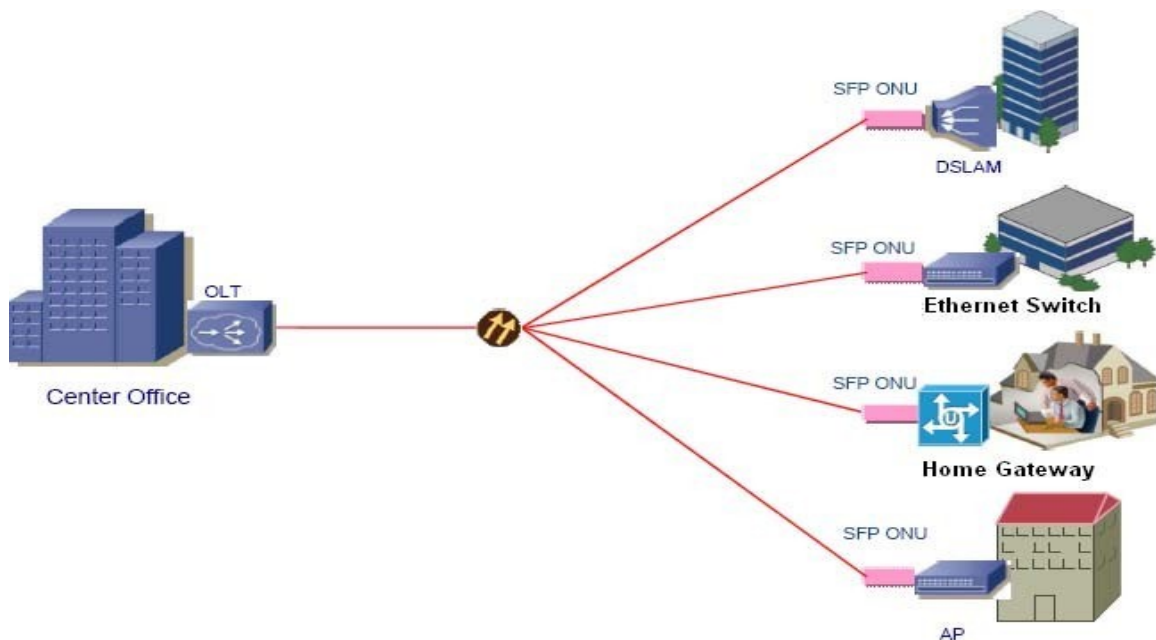 SFP ONU
DSLAM
SFP ONU
OLT
Ethernet Switch
Center Office
SFP ONU
U
Home Gateway
SFP ONU
AP